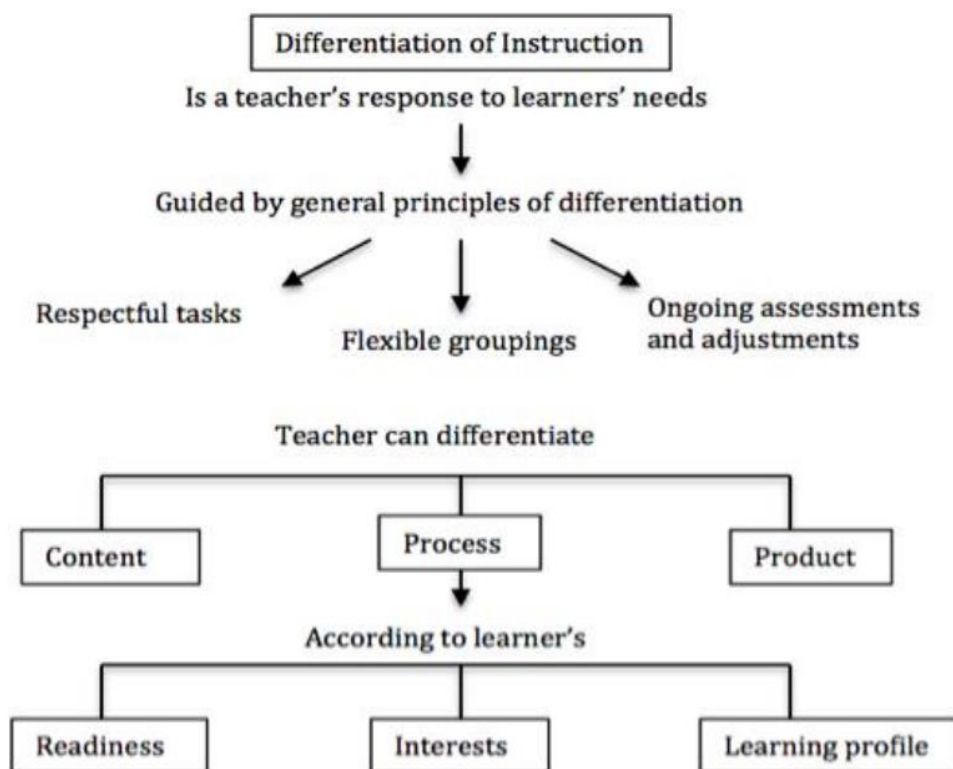 Differentiation of Instruction
Is a teacher’s response to learners’ needs
Guided by general principles of differentiation
Respectful tasks
Flexible groupings
Ongoing assessments
and adjustments
Teacher can differentiate
Content
Process
Product
According to learner’s
Readiness
Interests
Learning profile